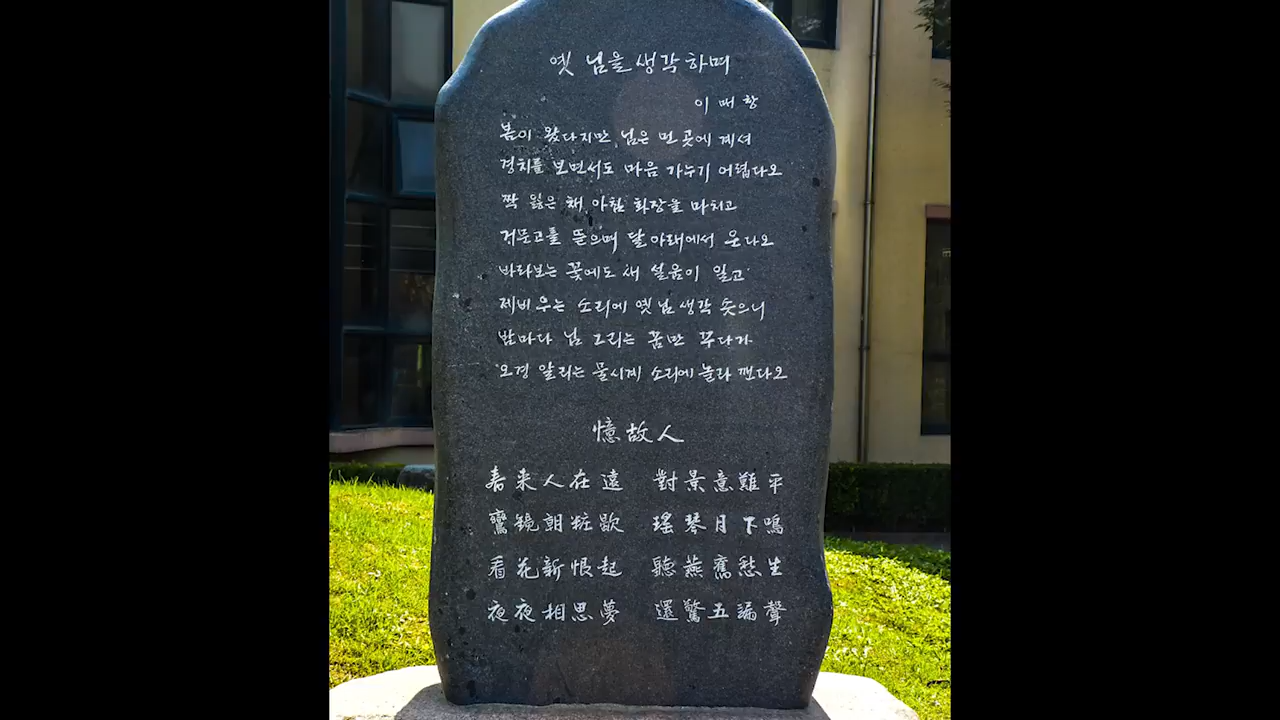 옛 님을 생각하며
이매창
봄이 왔다지만 님은 먼 곳에 계셔
경치를 보면서도 마음 가누기 어렵다오
짝 잃은 채 아침 화장을 마치고
거문고를 뜯으며 달 아래에서 운다오
바라보는 꽃에도 새 설움이 일고
제비 우는 소리에 옛 님 생각 솟으니
밤마다 님 그리는 꿈만 꾸다가
오경 알리는 물시계 소리에 놀라 깬다오
憶故人
春来人在遠 對景意難平
鸞鏡朝粧歇 瑤琴月下鳴
看花新恨起 聽燕舊愁生
夜夜相思夢 還驚五漏聲